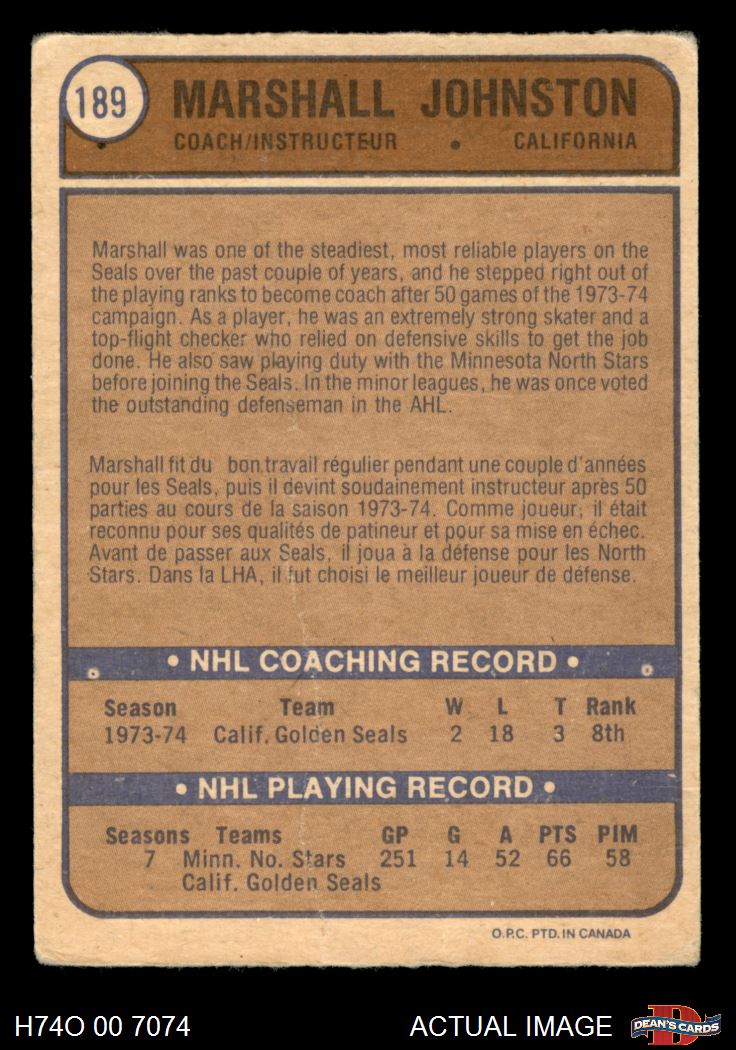 189
MARSHALL JOHNSTON
COACH/INSTRUCTEUR • CALIFORNIA
Marshall was one of the steadiest, most reliable players on the
Seals over the past couple of years, and he stepped right out of
the playing ranks to become coach after 50 games of the 1973-74
campaign. As a player, he was an extremely strong skater and a
top-flight checker who relied on defensive skills to get the job
done. He also saw playing duty with the Minnesota North Stars
before joining the Seals. In the minor leagues, he was once voted
the outstanding defenseman in the AHL.
Marshall fit du bon travail régulier pendant une couple d'années
pour les Seals, puis il devint soudainement instructeur après 50
parties au cours de la saison 1973-74. Comme joueur, il était
reconnu pour ses qualités de patineur et pour sa mise en échec.
Avant de passer aux Seals, il joua à la défense pour les North
Stars. Dans la LHA, il fut choisi le meilleur joueur de défense.
• NHL COACHING RECORD •
Season Team W L T Rank
1973-74 Calif. Golden Seals 2 18 3 8th
• NHL PLAYING RECORD •
Seasons Teams GP G A PTS PIM
7 Minn. No. Stars 251 14 52 66 58
Calif. Golden Seals
O.P.C. PTD. IN CANADA
H74O 00 7074 ACTUAL IMAGE D DEAN'S CARDS